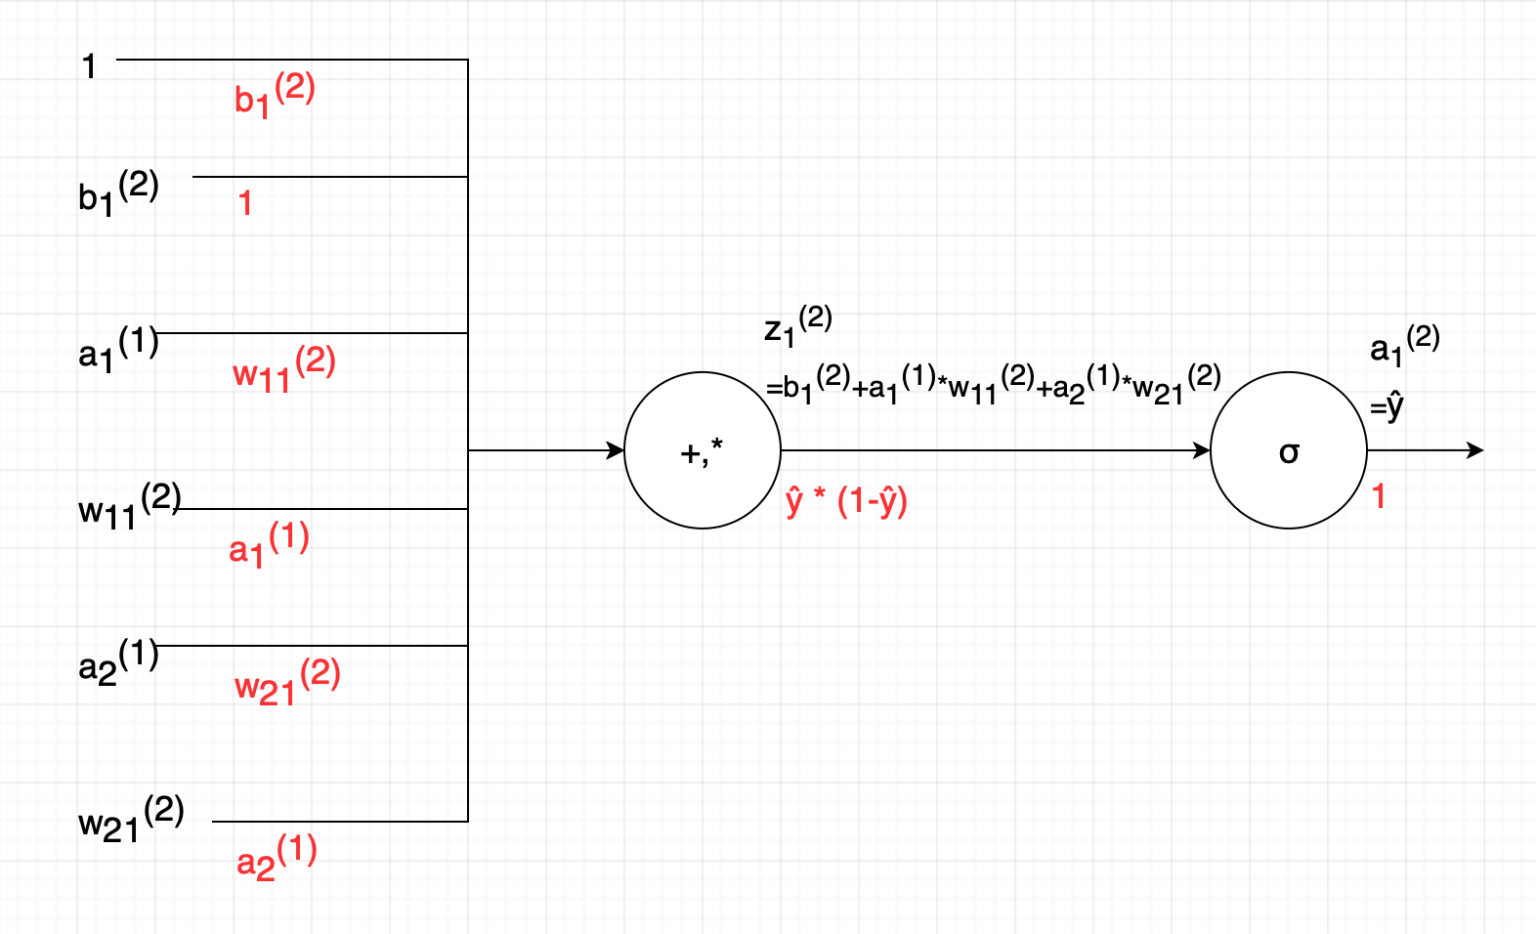 1
b1(2)
b1(2)
1
a1(1)
w11(2)
w11(2)
a1(1)
a2(1)
w21(2)
w21(2)
a2(1)
+,*
z1(2)
=b1(2)+a1(1)*w11(2)+a2(1)*w21(2)
ŷ * (1-ŷ)
σ
a1(2)
=ŷ
1